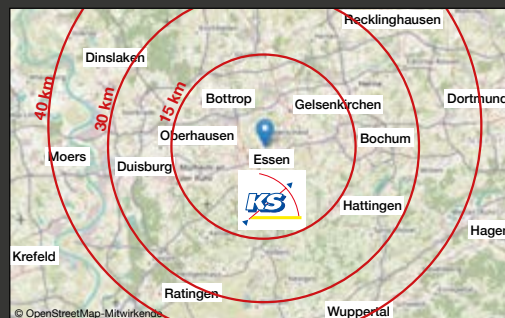 Recklinghausen
Dinslaken
40 km
30 km
15 km
Bottrop
Gelsenkirchen
Dortmund
Oberhausen
Bochum
Moers
Duisburg
Essen
KS
Hattingen
Hagen
Krefeld
Ratingen
Wuppertal
© OpenStreetMap-Mitwirkende